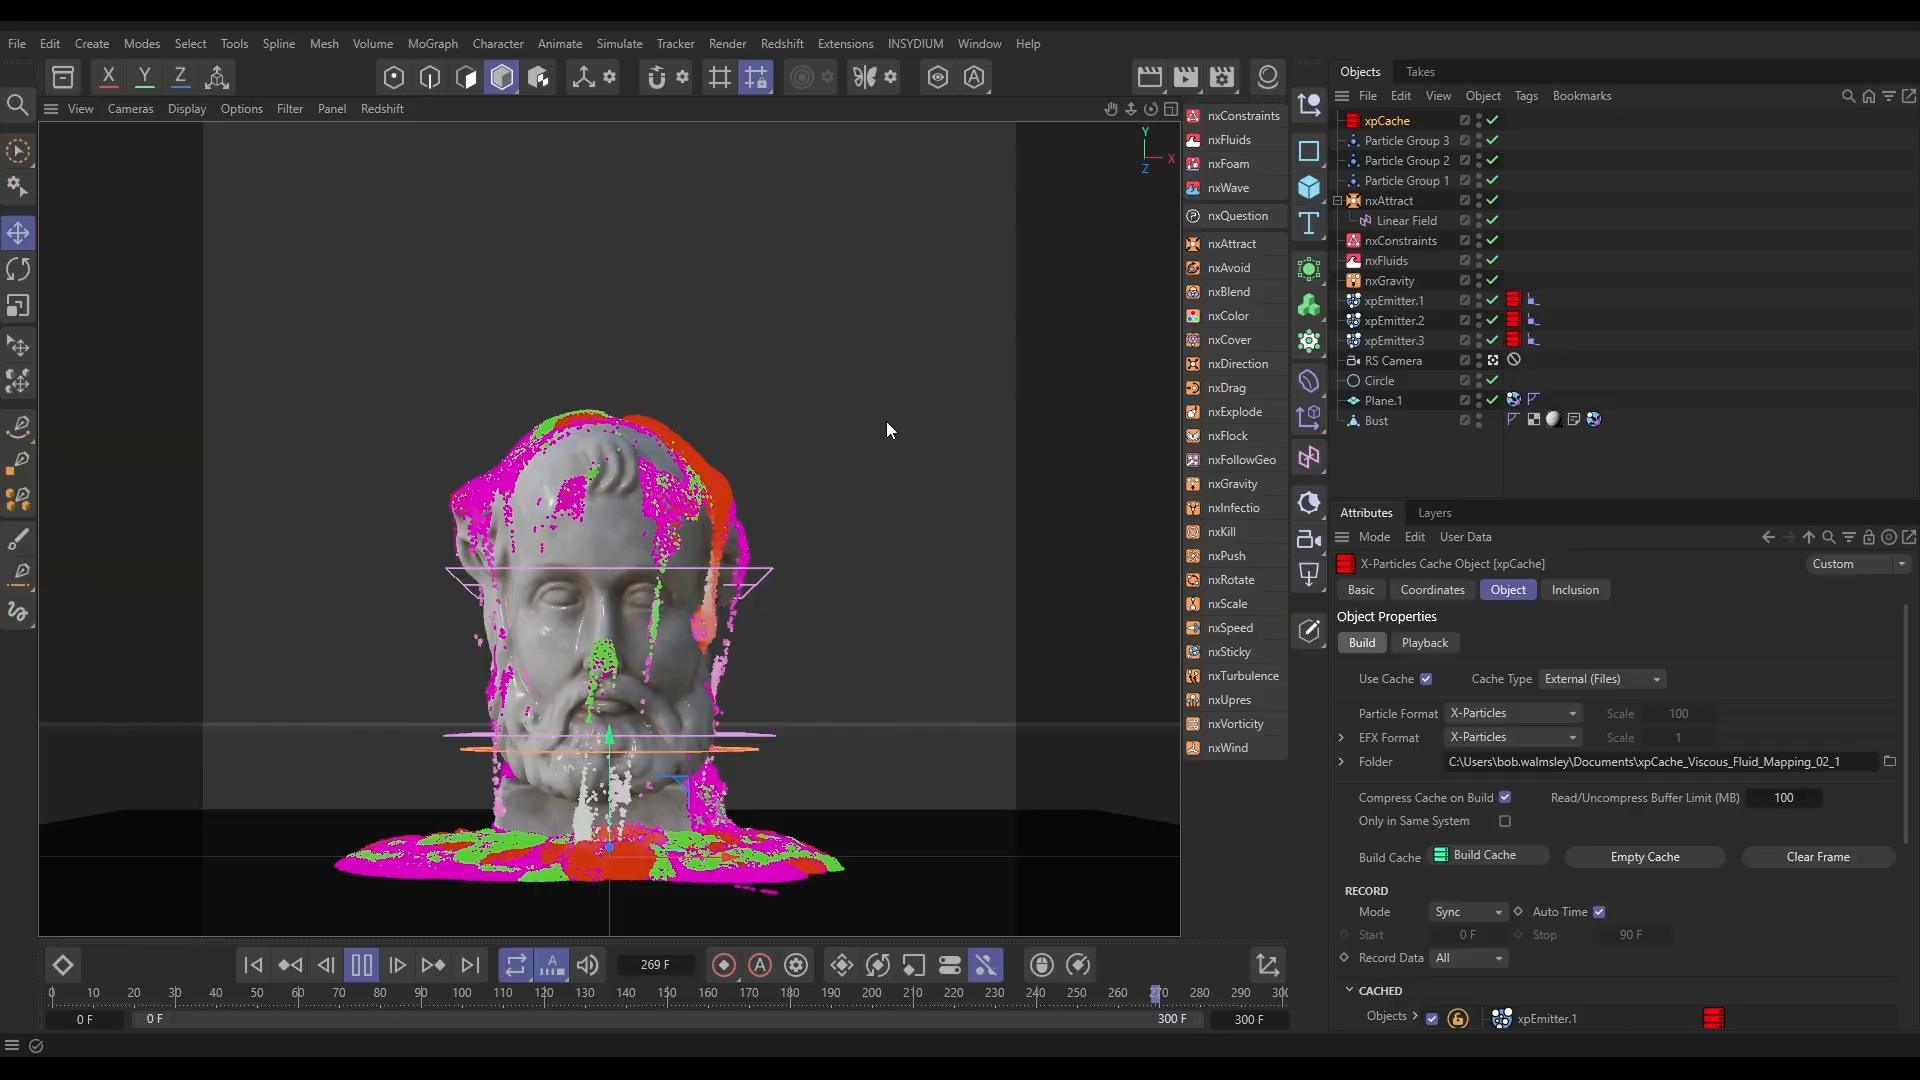 File Edit Create Modes Select Tools Spline Mesh Volume MoGraph Character Animate Simulate Tracker Render Redshift Extensions INSYDIUM Window Help
X Y Z
View Cameras Display Options Filter Panel Redshift
Y
X
Z
nxConstraints
nxFluids
nxFoam
nxWave
nxQuestion
nxAttract
nxAvoid
nxBlend
nxColor
nxCover
nxDirection
nxDrag
nxExplode
nxFlock
nxFollowGeo
nxGravity
nxInfectio
nxKill
nxPush
nxRotate
nxScale
nxSpeed
nxSticky
nxTurbulence
nxUpres
nxVorticity
nxWind
Objects Takes
File Edit View Object Tags Bookmarks
xpCache
Particle Group 3
Particle Group 2
Particle Group 1
nxAttract
Linear Field
nxConstraints
nxFluids
nxGravity
xpEmitter.1
xpEmitter.2
xpEmitter.3
RS Camera
Circle
Plane.1
Bust
Attributes Layers
Mode Edit User Data
X-Particles Cache Object [xpCache] Custom
Basic Coordinates Object Inclusion
Object Properties
Build Playback
Use Cache Cache Type External (Files)
Particle Format X-Particles Scale 100
EFX Format X-Particles Scale 1
Folder C:\Users\bob.walmsley\Documents\xpCache_Viscous_Fluid_Mapping_02_1
Compress Cache on Build Read/Uncompress Buffer Limit (MB) 100
Only in Same System
Build Cache Build Cache Empty Cache Clear Frame
RECORD
Mode Sync Auto Time
Start 0 F Stop 90 F
Record Data All
CACHED
Objects xpEmitter.1
269 F
0 10 20 30 40 50 60 70 80 90 100 110 120 130 140 150 160 170 180 190 200 210 220 230 240 250 260 270 280 290 30
0 F 0 F 300 F 300 F